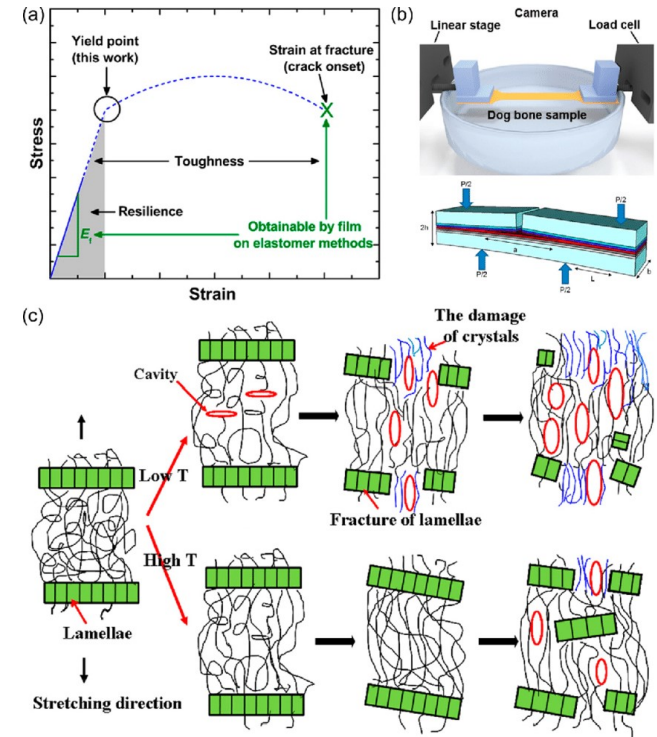 (a)
Yield point
(this work)
Strain at fracture
(crack onset)
X
Toughness
Resilience
Ef
Obtainable by film
on elastomer methods
Stress
Strain
(b)
Camera
Linear stage
Load cell
Dog bone sample
P/2
P/2
2h
a
b
L
P/2
P/2
(c)
The damage
of crystals
Cavity
Low T
Fracture of lamellae
High T
Lamellae
Stretching direction